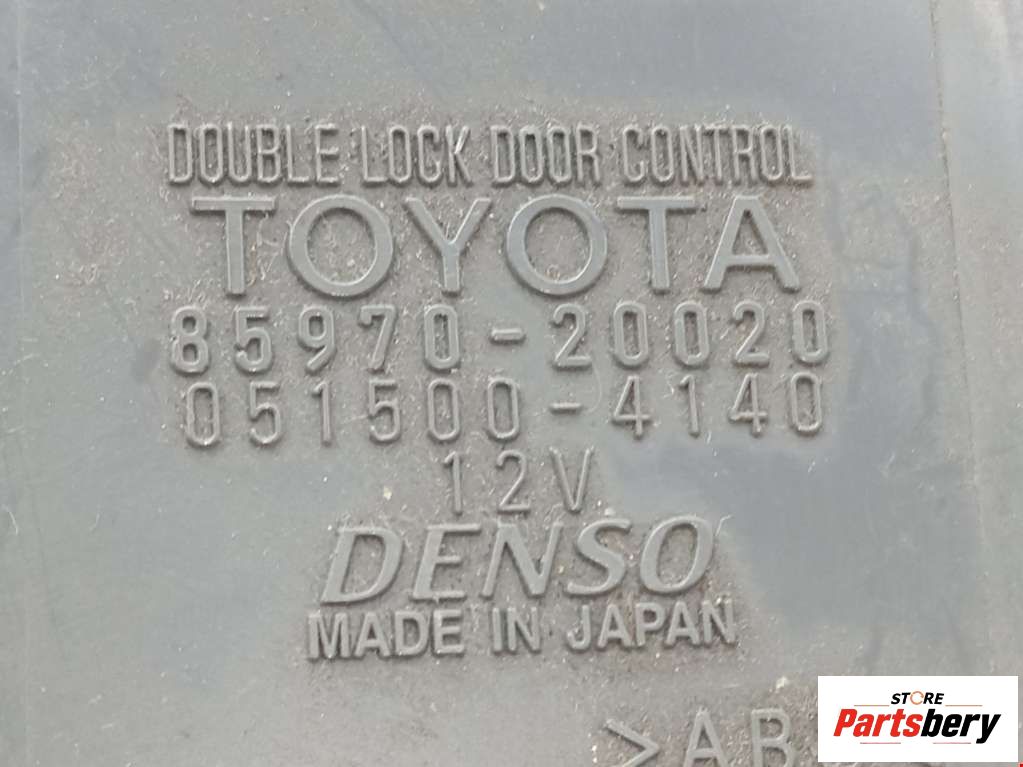 DOUBLE LOCK DOOR CONTROL
TOYOTA
85970-20020
051500-4140
12V
DENSO
MADE IN JAPAN
STORE
Partsbery